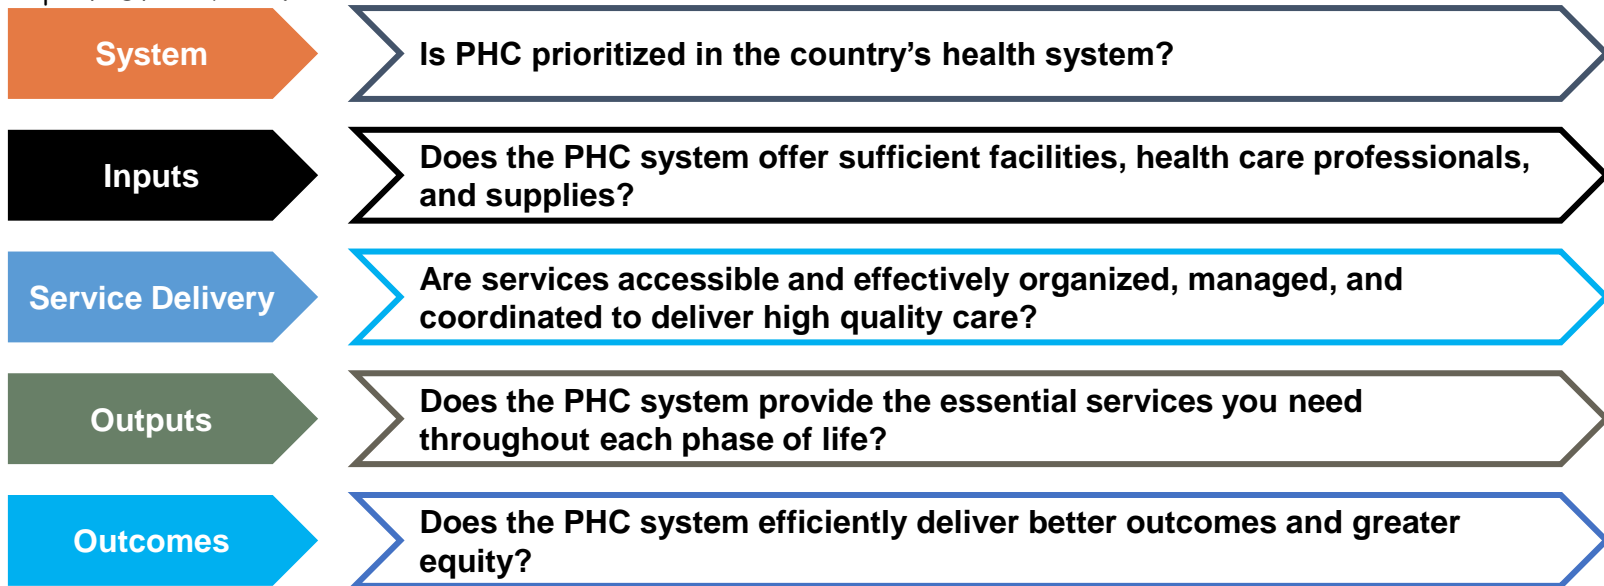 System
Is PHC prioritized in the country’s health system?
Inputs
Does the PHC system offer sufficient facilities, health care professionals,
and supplies?
Service Delivery
Are services accessible and effectively organized, managed, and
coordinated to deliver high quality care?
Outputs
Does the PHC system provide the essential services you need
throughout each phase of life?
Outcomes
Does the PHC system efficiently deliver better outcomes and greater
equity?